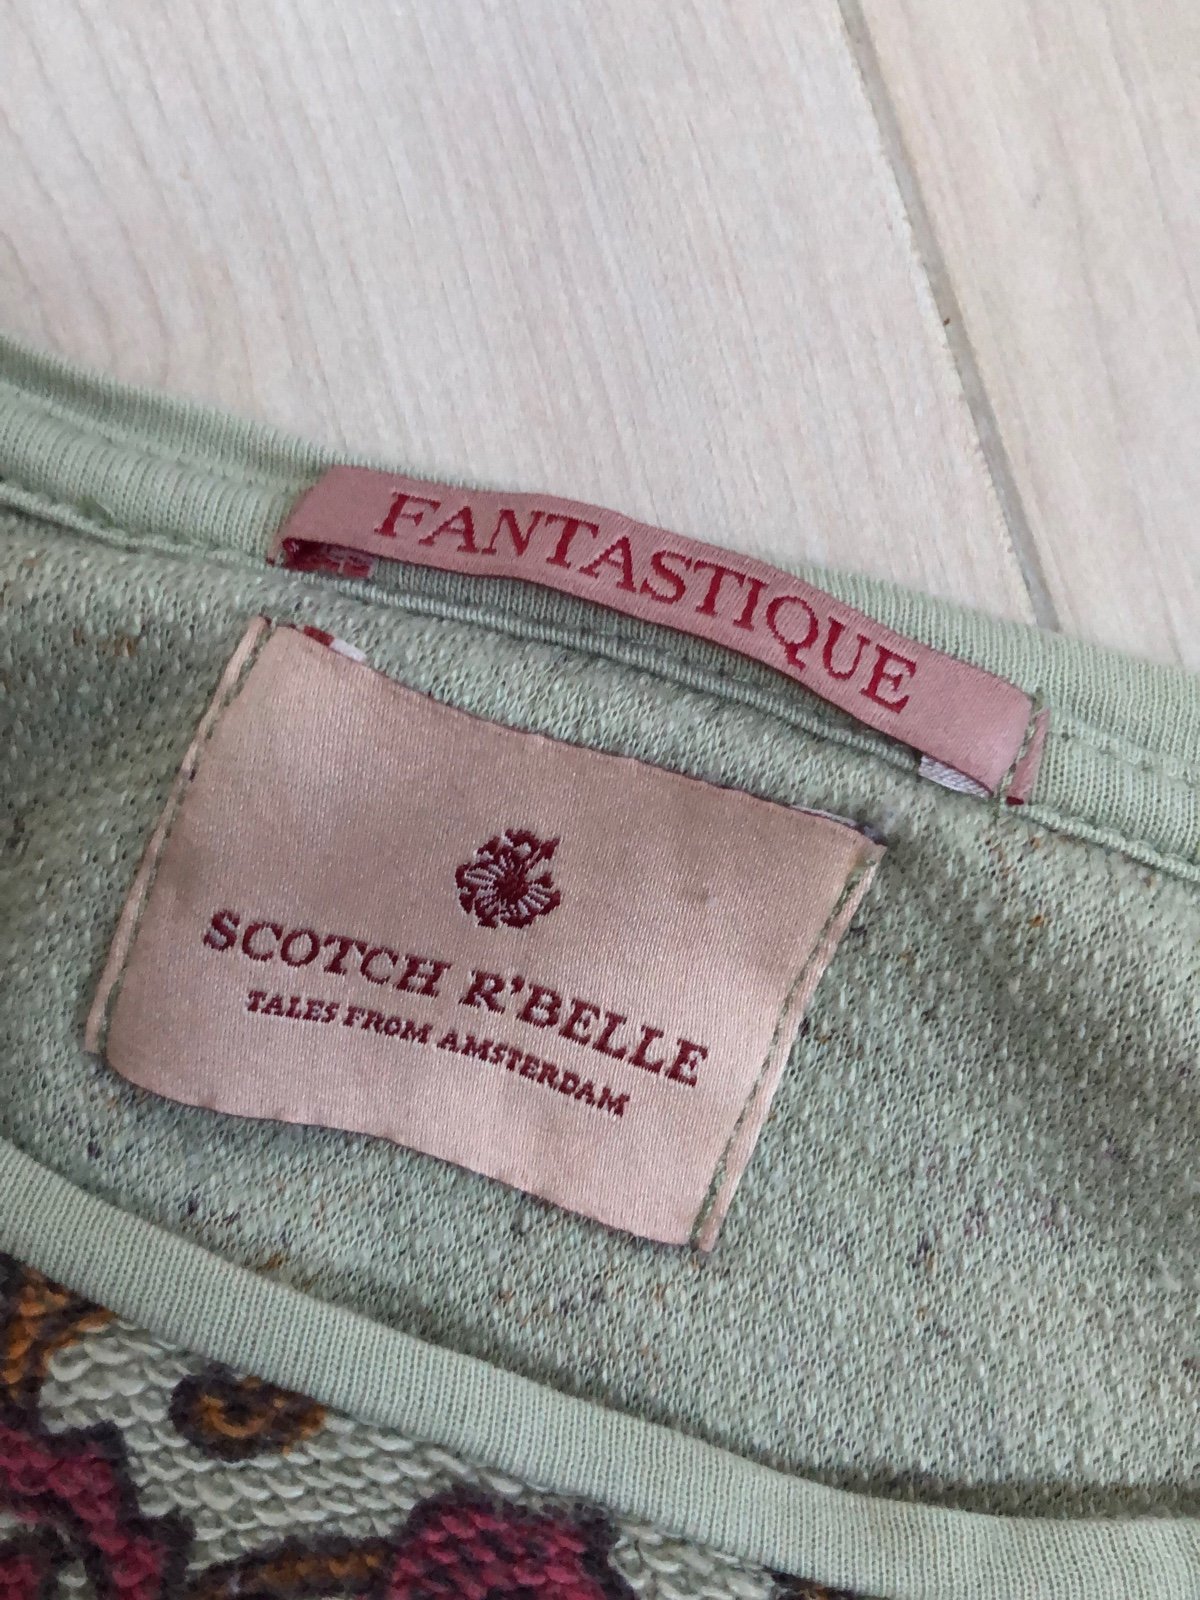 FANTASTIQUE
SCOTCH R'BELLE
TALES FROM AMSTERDAM